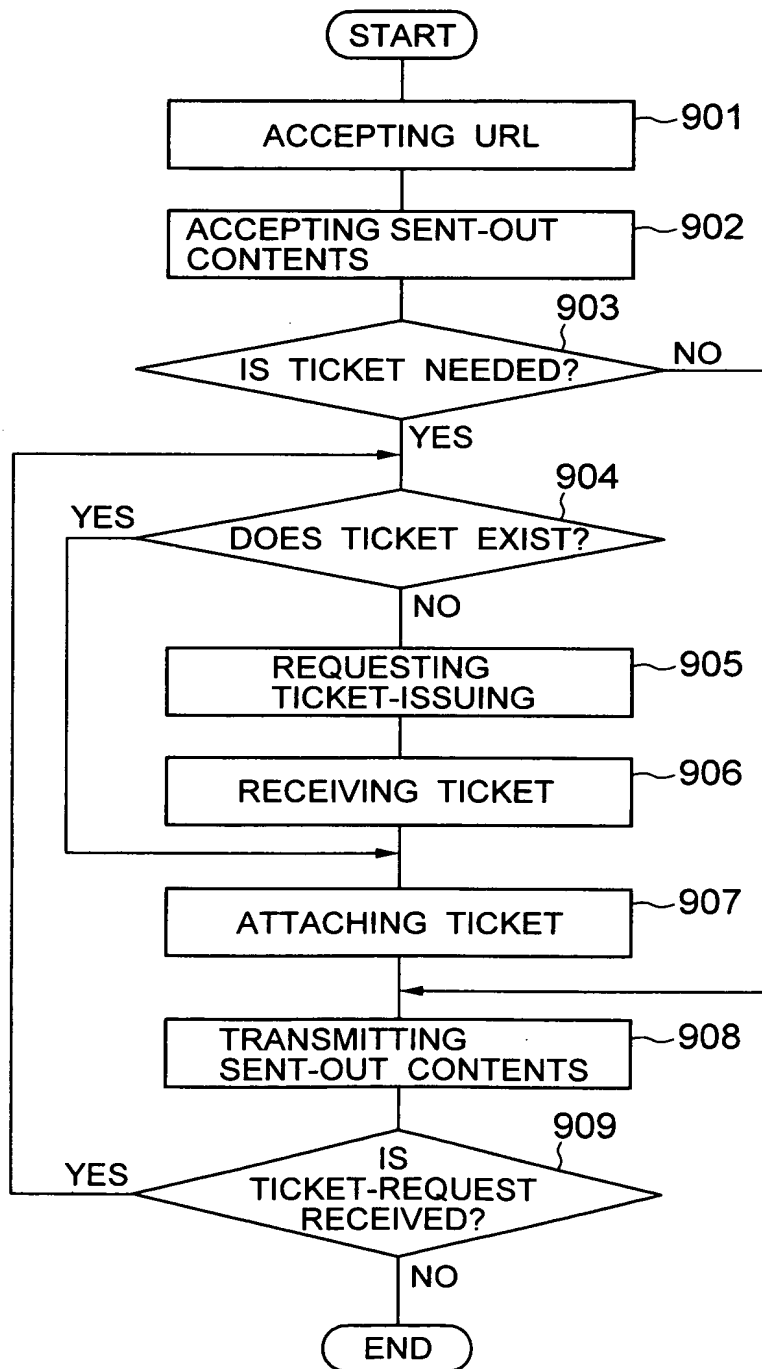 START
ACCEPTING URL
901
ACCEPTING SENT-OUT
CONTENTS
902
903
IS TICKET NEEDED?
NO
YES
904
YES
DOES TICKET EXIST?
NO
REQUESTING
TICKET-ISSUING
905
RECEIVING TICKET
906
ATTACHING TICKET
907
TRANSMITTING
SENT-OUT CONTENTS
908
909
YES
IS
TICKET-REQUEST
RECEIVED?
NO
END